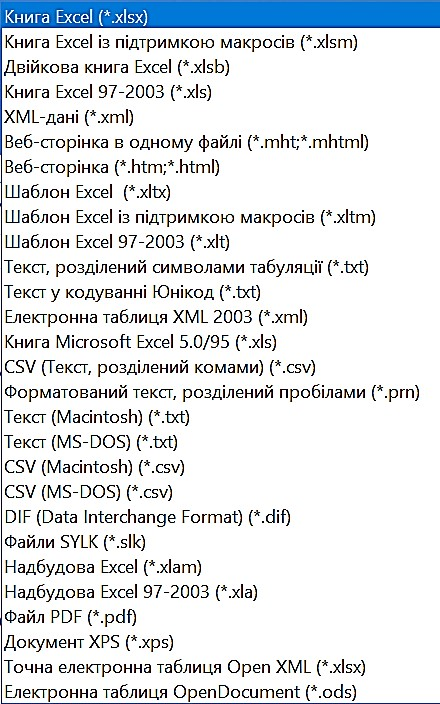 Книга Excel (*.xlsx)
Книга Excel із підтримкою макросів (*.xlsm)
Двійкова книга Excel (*.xlsb)
Книга Excel 97-2003 (*.xls)
XML-дані (*.xml)
Веб-сторінка в одному файлі (*.mht;*.mhtml)
Веб-сторінка (*.htm;*.html)
Шаблон Excel  (*.xltx)
Шаблон Excel із підтримкою макросів (*.xltm)
Шаблон Excel 97-2003 (*.xlt)
Текст, розділений символами табуляції (*.txt)
Текст у кодуванні Юнікод (*.txt)
Електронна таблиця XML 2003 (*.xml)
Книга Microsoft Excel 5.0/95 (*.xls)
CSV (Текст, розділений комами) (*.csv)
Форматований текст, розділений пробілами (*.prn)
Текст (Macintosh) (*.txt)
Текст (MS-DOS) (*.txt)
CSV (Macintosh) (*.csv)
CSV (MS-DOS) (*.csv)
DIF (Data Interchange Format) (*.dif)
Файли SYLK (*.slk)
Надбудова Excel (*.xlam)
Надбудова Excel 97-2003 (*.xla)
Файл PDF (*.pdf)
Документ XPS (*.xps)
Точна електронна таблиця Open XML (*.xlsx)
Електронна таблиця OpenDocument (*.ods)